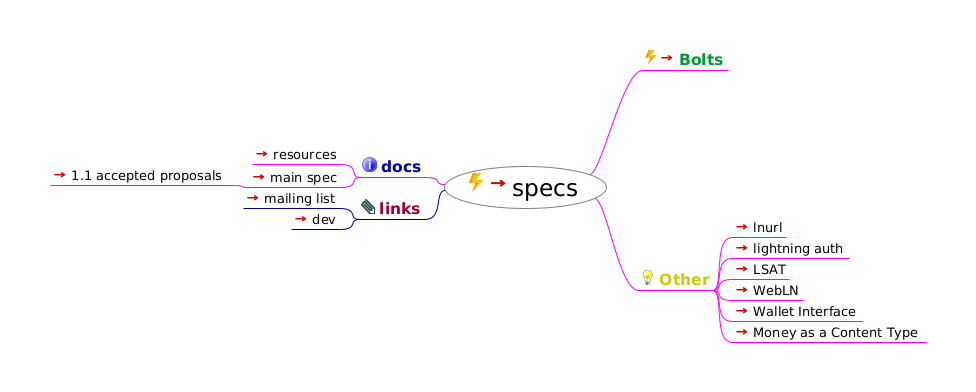 specs
docs
resources
main spec
1.1 accepted proposals
links
mailing list
dev
Bolts
Other
lnurl
lightning auth
LSAT
WebLN
Wallet Interface
Money as a Content Type